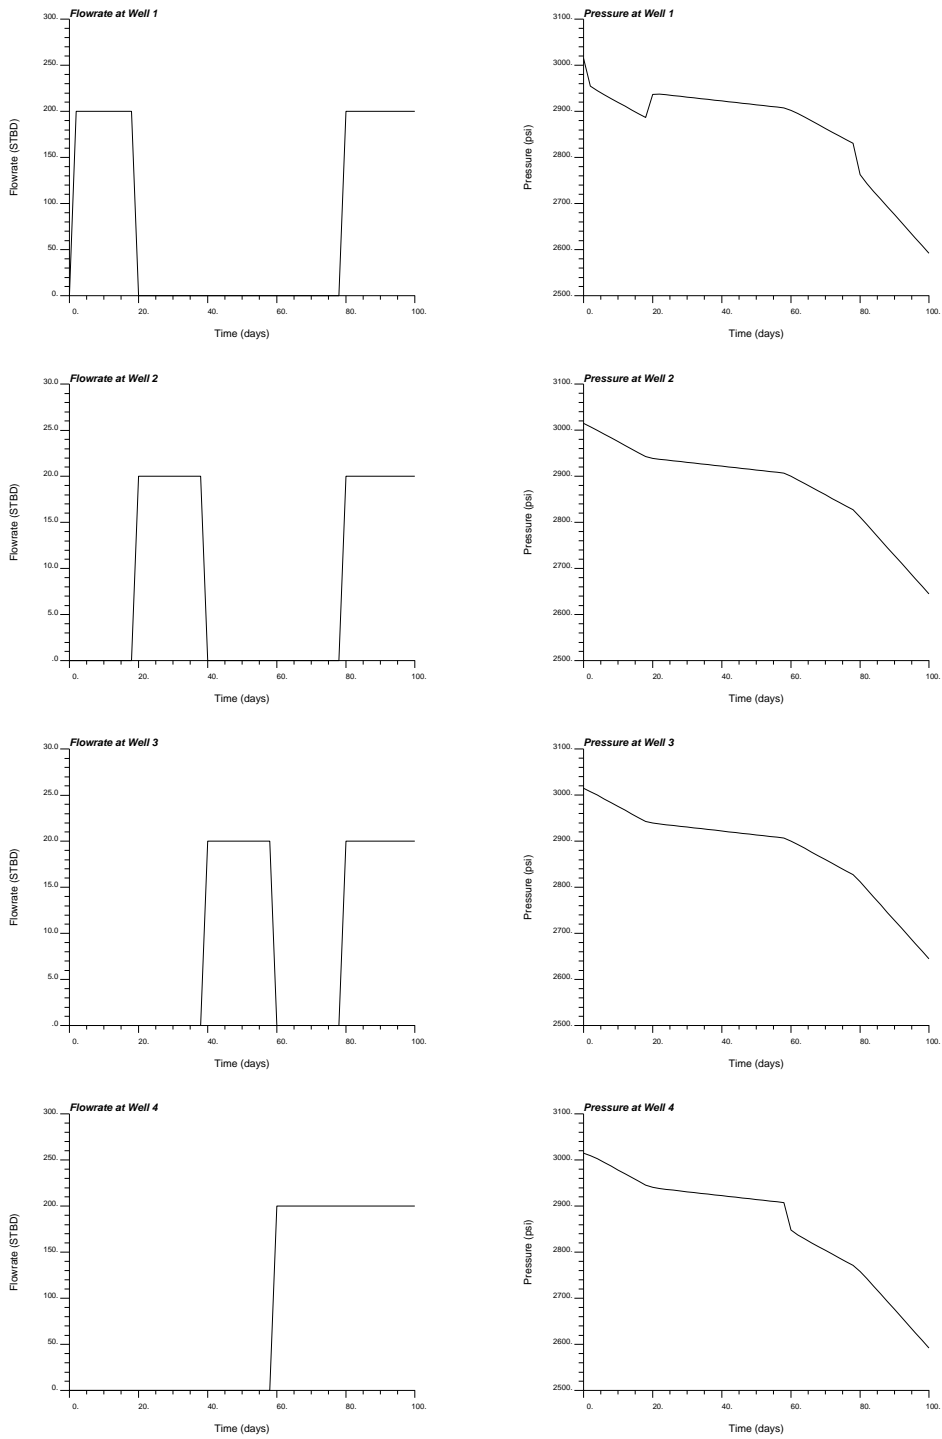 Flowrate at Well 1
Flowrate (STBD)
300.
250.
200.
150.
100.
50.
0.
0. 20. 40. 60. 80. 100.
Time (days)
Pressure at Well 1
Pressure (psi)
3100.
3000.
2900.
2800.
2700.
2600.
2500.
0. 20. 40. 60. 80. 100.
Time (days)
Flowrate at Well 2
Flowrate (STBD)
30.0
25.0
20.0
15.0
10.0
5.0
.0
0. 20. 40. 60. 80. 100.
Time (days)
Pressure at Well 2
Pressure (psi)
3100.
3000.
2900.
2800.
2700.
2600.
2500.
0. 20. 40. 60. 80. 100.
Time (days)
Flowrate at Well 3
Flowrate (STBD)
30.0
25.0
20.0
15.0
10.0
5.0
.0
0. 20. 40. 60. 80. 100.
Time (days)
Pressure at Well 3
Pressure (psi)
3100.
3000.
2900.
2800.
2700.
2600.
2500.
0. 20. 40. 60. 80. 100.
Time (days)
Flowrate at Well 4
Flowrate (STBD)
300.
250.
200.
150.
100.
50.
0.
0. 20. 40. 60. 80. 100.
Time (days)
Pressure at Well 4
Pressure (psi)
3100.
3000.
2900.
2800.
2700.
2600.
2500.
0. 20. 40. 60. 80. 100.
Time (days)